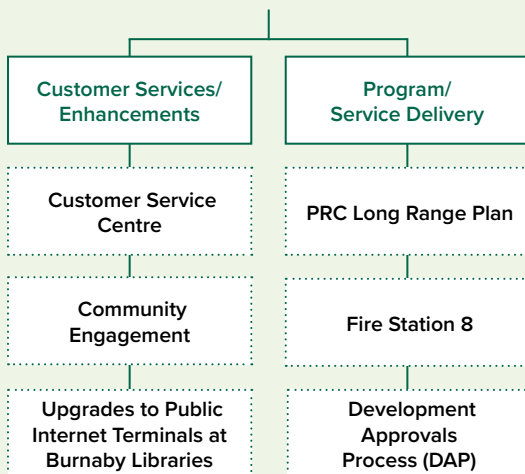 Customer Services/
Enhancements
Program/
Service Delivery
Customer Service
Centre
PRC Long Range Plan
Community
Engagement
Fire Station 8
Upgrades to Public
Internet Terminals at
Burnaby Libraries
Development
Approvals
Process (DAP)